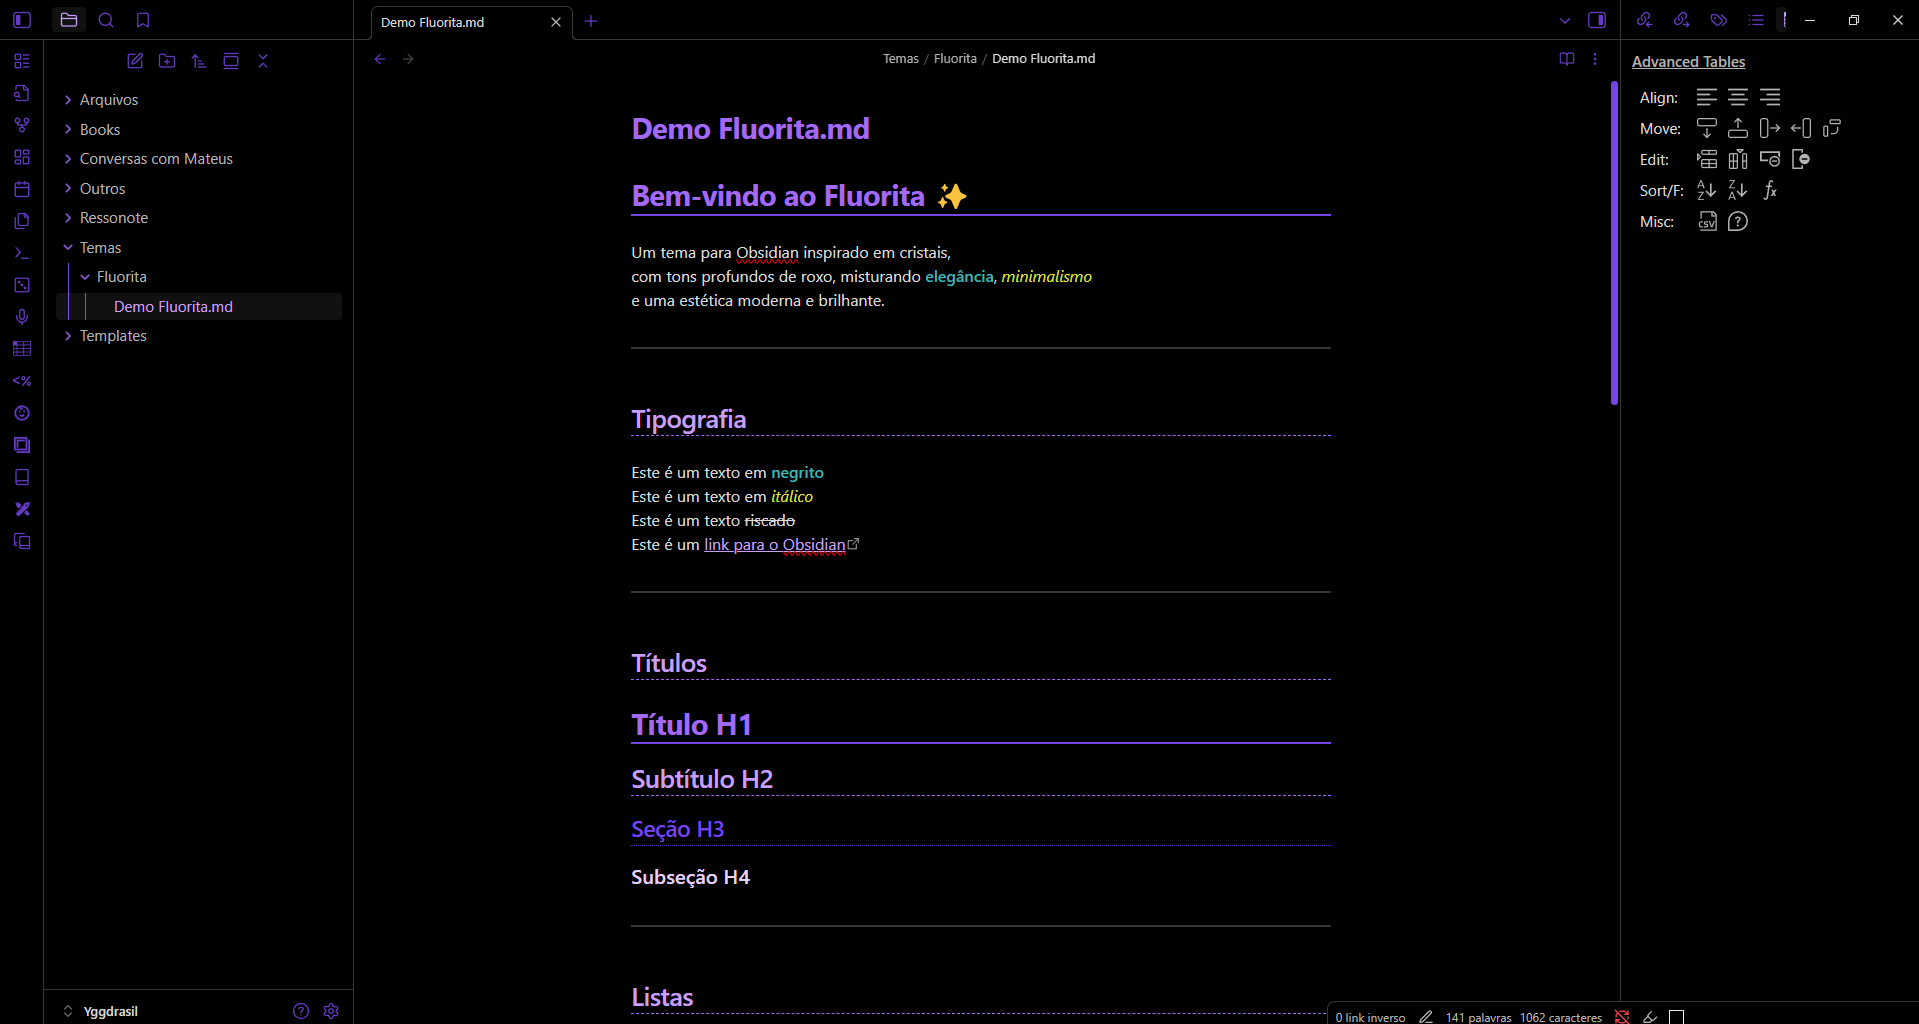 Demo Fluorita.md
Temas / Fluorita / Demo Fluorita.md
Arquivos
Books
Conversas com Mateus
Outros
Ressonote
Temas
Fluorita
Demo Fluorita.md
Templates
Yggdrasil
Demo Fluorita.md
Bem-vindo ao Fluorita ✨
Um tema para Obsidian inspirado em cristais,
com tons profundos de roxo, misturando elegância, minimalismo
e uma estética moderna e brilhante.
Tipografia
Este é um texto em negrito
Este é um texto em itálico
Este é um texto riscado
Este é um link para o Obsidian
Títulos
Título H1
Subtítulo H2
Seção H3
Subseção H4
Listas
Advanced Tables
Align:
Move:
Edit:
Sort/F:
Misc:
0 link inverso 141 palavras 1062 caracteres